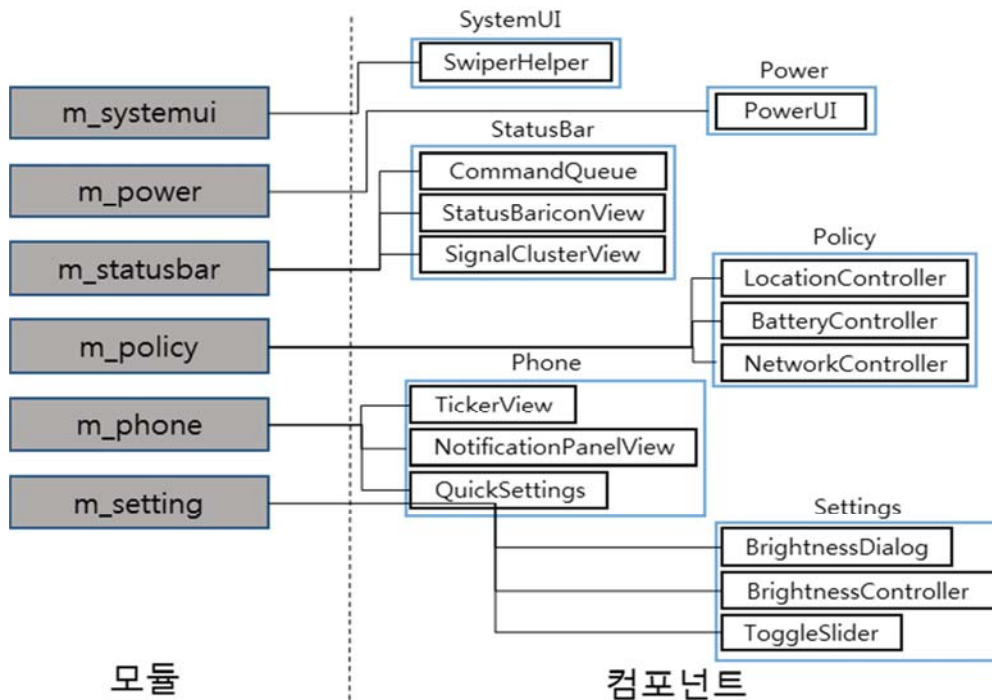 SystemUI
SwiperHelper
Power
PowerUI
m_systemui
StatusBar
CommandQueue
m_power
StatusBariconView
SignalClusterView
m_statusbar
Policy
LocationController
BatteryController
NetworkController
m_policy
Phone
TickerView
m_phone
NotificationPanelView
QuickSettings
m_setting
Settings
BrightnessDialog
BrightnessController
ToggleSlider
모듈
컴포넌트